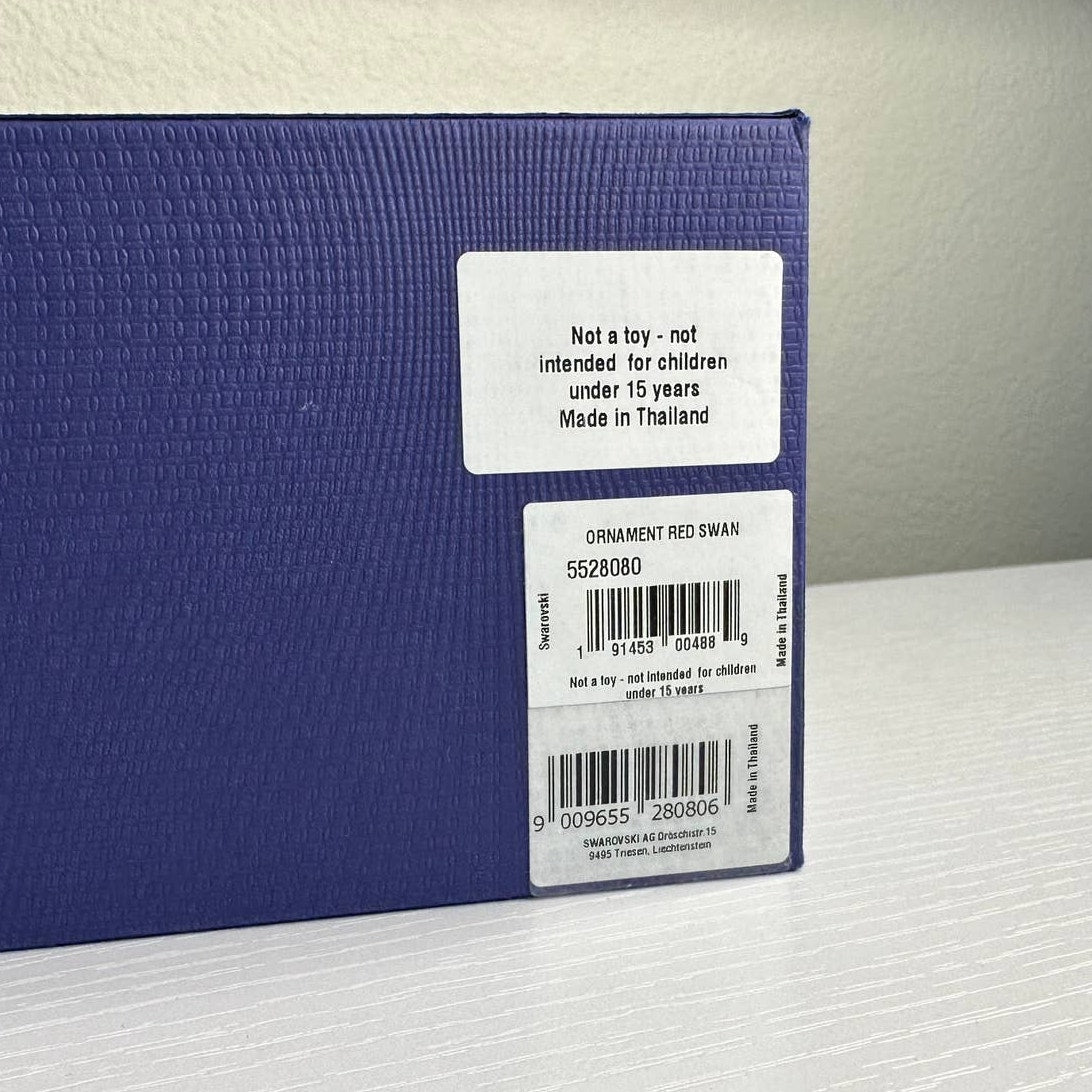 Not a toy - not
intended for children
under 15 years
Made in Thailand
ORNAMENT RED SWAN
5528080
Swarovski
1 91453 00488 9
Made in Thailand
Not a toy - not intended for children
under 15 years
9 009655 280806
Made in Thailand
SWAROVSKI AG Dröschistr.15
9495 Triesen, Liechtenstein